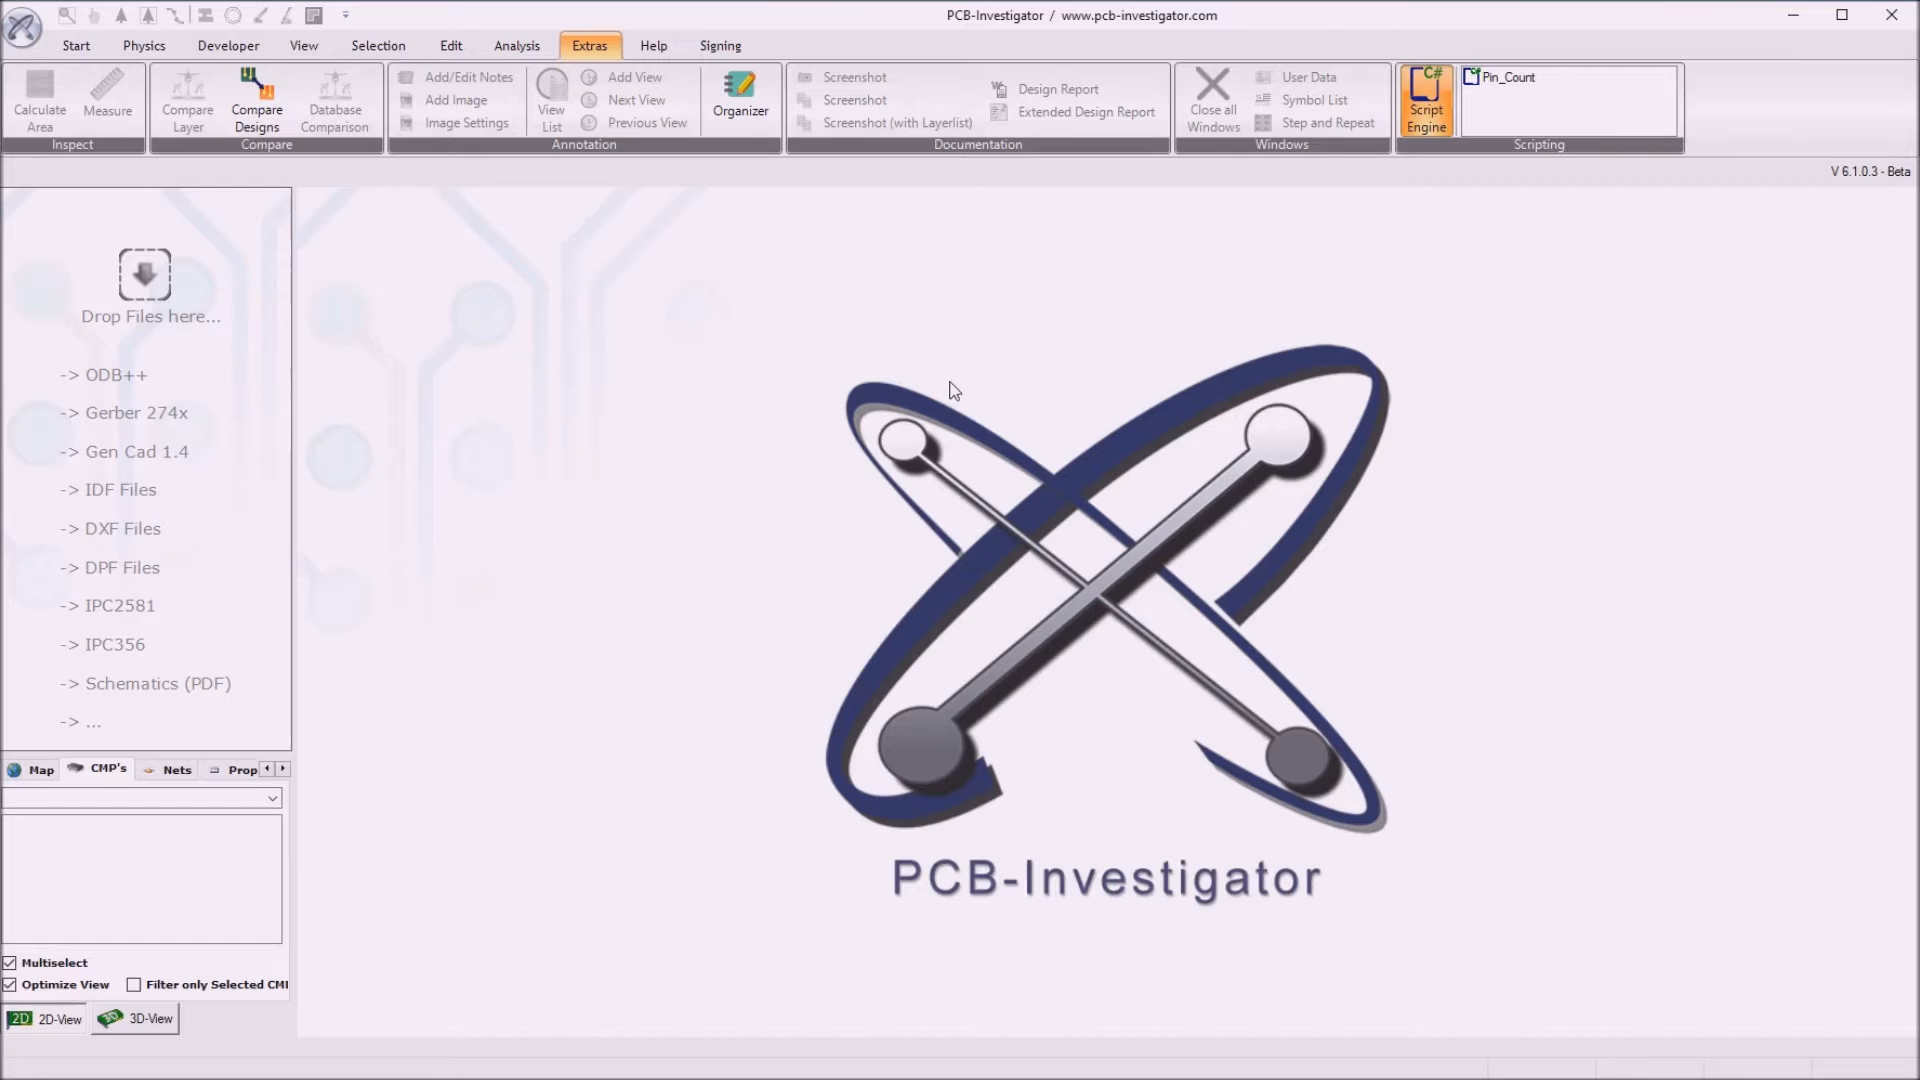 PCB-Investigator / www.pcb-investigator.com
Start Physics Developer View Selection Edit Analysis Extras Help Signing
Calculate Area
Measure
Inspect
Compare Layer
Compare Designs
Database Comparison
Compare
Add/Edit Notes
Add Image
Image Settings
View List
Add View
Next View
Previous View
Organizer
Annotation
Screenshot
Screenshot
Screenshot (with Layerlist)
Design Report
Extended Design Report
Documentation
Close all Windows
User Data
Symbol List
Step and Repeat
Windows
C#
Script Engine
Pin_Count
Scripting
V 6.1.0.3 - Beta
Drop Files here...
-> ODB++
-> Gerber 274x
-> Gen Cad 1.4
-> IDF Files
-> DXF Files
-> DPF Files
-> IPC2581
-> IPC356
-> Schematics (PDF)
-> ...
Map CMP's Nets Prop
Multiselect
Optimize View Filter only Selected CM
2D 2D-View 3D 3D-View
PCB-Investigator